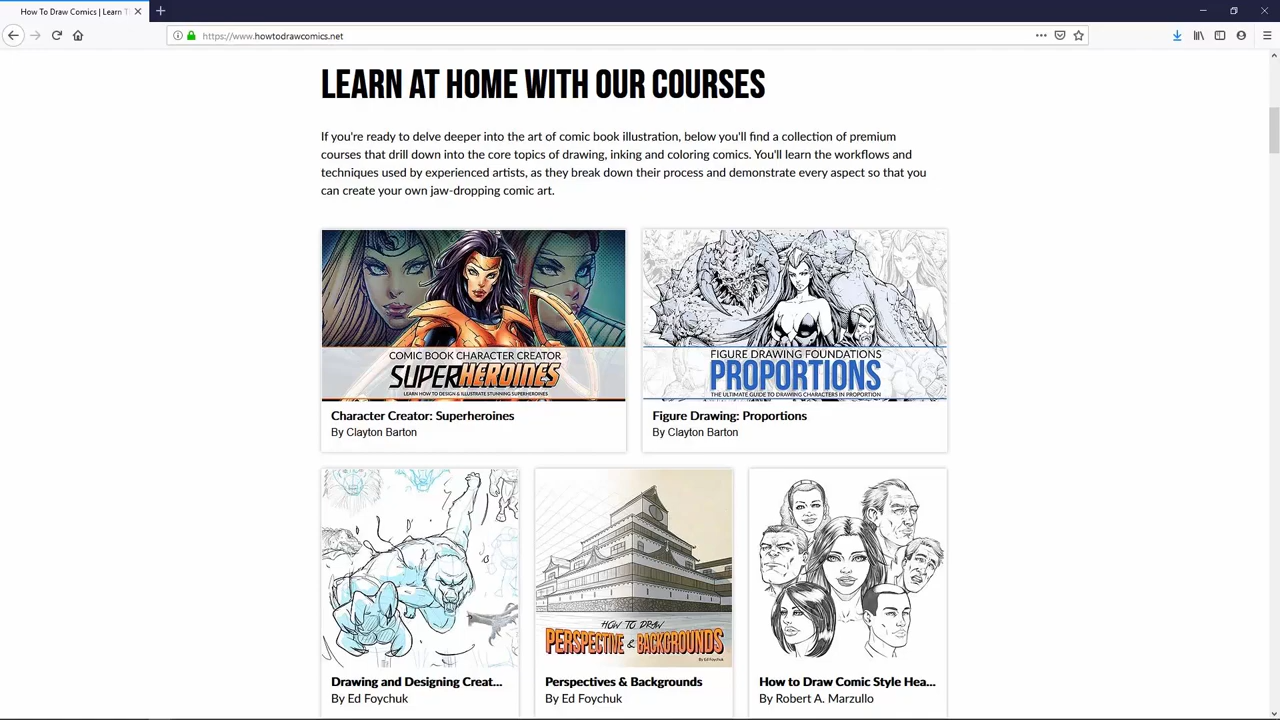 How To Draw Comics | Learn T
https://www.howtodrawcomics.net
LEARN AT HOME WITH OUR COURSES
If you're ready to delve deeper into the art of comic book illustration, below you'll find a collection of premium
courses that drill down into the core topics of drawing, inking and coloring comics. You'll learn the workflows and
techniques used by experienced artists, as they break down their process and demonstrate every aspect so that you
can create your own jaw-dropping comic art.
COMIC BOOK CHARACTER CREATOR
SUPERHEROINES
LEARN HOW TO DESIGN & ILLUSTRATE STUNNING SUPERHEROINES
Character Creator: Superheroines
By Clayton Barton
FIGURE DRAWING FOUNDATIONS
PROPORTIONS
THE ULTIMATE GUIDE TO DRAWING CHARACTERS IN PROPORTION
Figure Drawing: Proportions
By Clayton Barton
Drawing and Designing Creat...
By Ed Foychuk
HOW TO DRAW
PERSPECTIVE & BACKGROUNDS
By Ed Foychuk
Perspectives & Backgrounds
By Ed Foychuk
How to Draw Comic Style Hea...
By Robert A. Marzullo